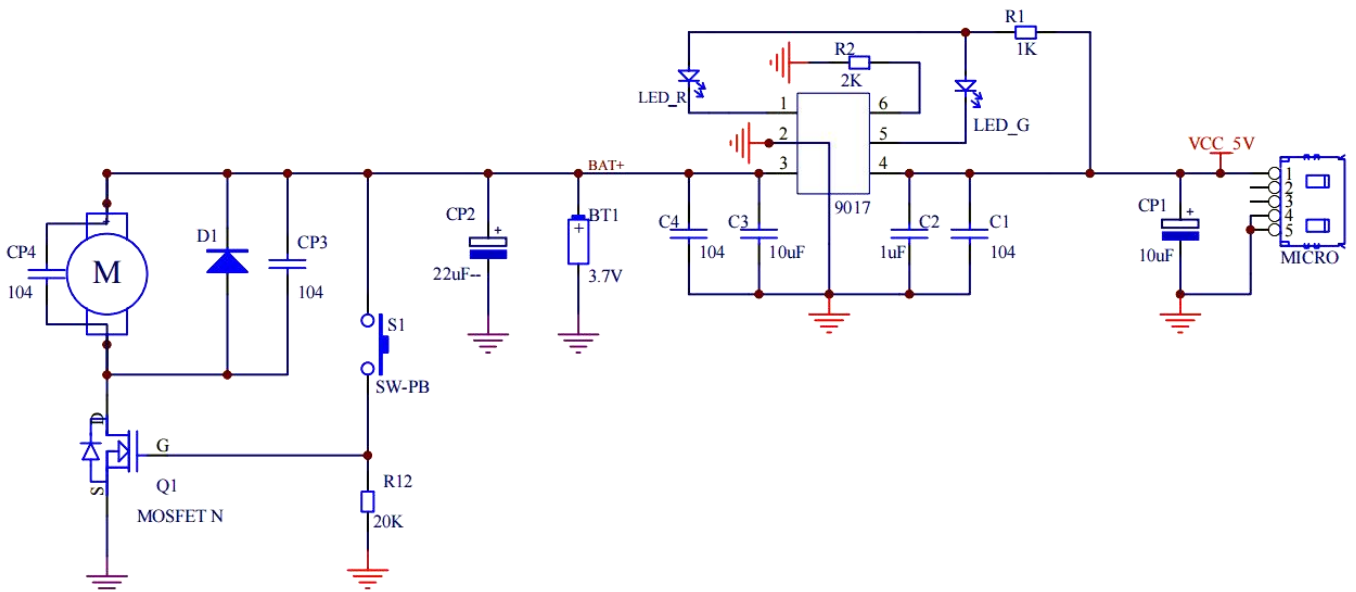 R1
1K
R2
2K
LED_R
LED_G
1
2
3
6
5
4
9017
VCC_5V
1
2
3
4
5
MICRO
BAT+
CP1
+
10uF
C4
104
C3
10uF
C2
1uF
C1
104
CP2
+
22uF--
BT1
+
3.7V
CP4
104
+
M
D1
CP3
104
S1
SW-PB
D
G
S
Q1
MOSFET N
R12
20K